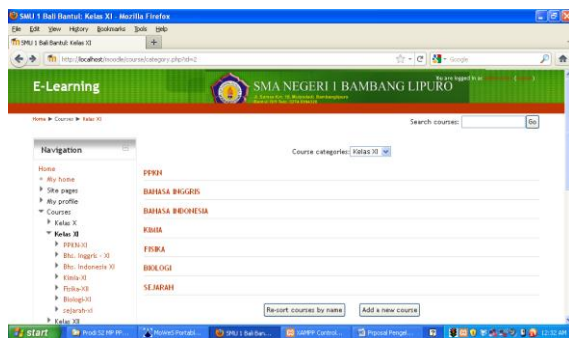 SMU 1 Bali Bantul: Kelas XI - Mozilla Firefox
File Edit View History Bookmarks Tools Help
SMU 1 Bali Bantul: Kelas XI
http://localhost/moodle/course/category.php?id=2
Google
E-Learning
SMA NEGERI 1 BAMBANG LIPURO
You are logged in as
Home ► Courses ► Kelas XI
Search courses:
Go
Navigation
Course categories: Kelas XI
Home
My home
Site pages
My profile
Courses
Kelas X
Kelas XI
PPKN-XI
Bhs. Inggris - XI
Bhs. Indonesia XI
Kimia-XI
Fisika-XII
Biologi-XI
sejarah-xi
Kelas XII
PPKN
BAHASA INGGRIS
BAHASA INDONESIA
KIMIA
FISIKA
BIOLOGI
SEJARAH
Re-sort courses by name
Add a new course
start
Prodi S2 MP PP...
SMU 1 Bali Ban...
XAMPP Control...
12:32 AM